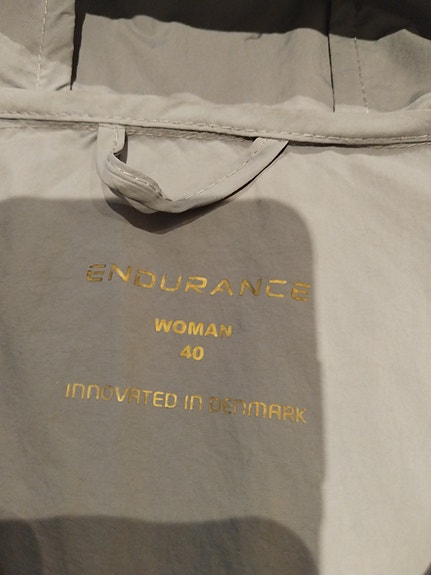 ENDURANCE
WOMAN
40
INNOVATED IN DENMARK